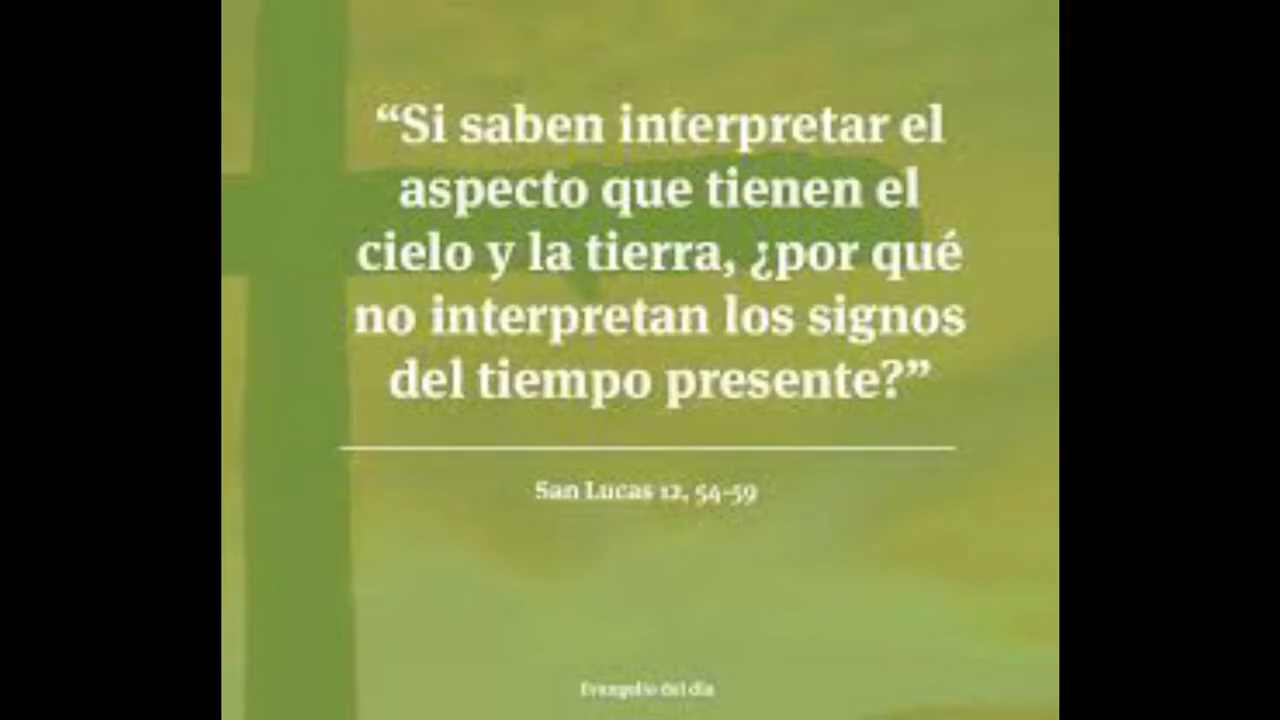 “Si saben interpretar el
aspecto que tienen el
cielo y la tierra, ¿por qué
no interpretan los signos
del tiempo presente?”
San Lucas 12, 54-59
Evangelio del día